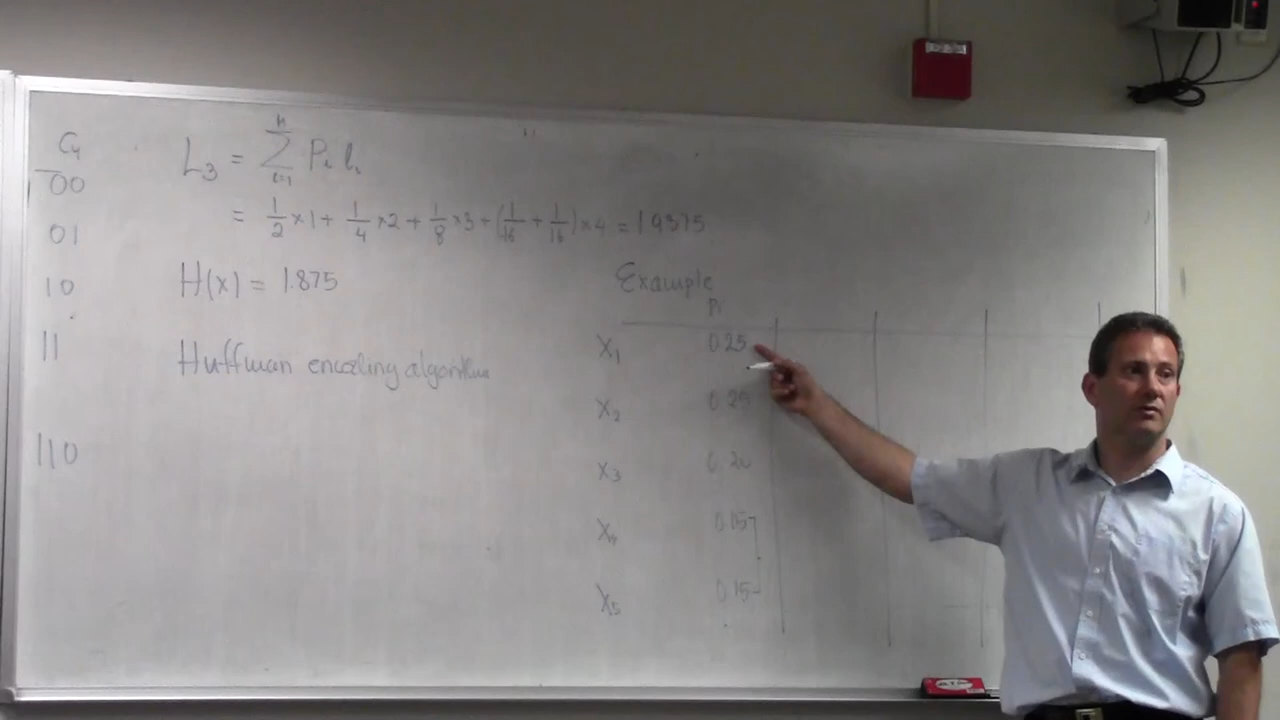 C4
00
01
10
11
110
L3 = Σ i=1 n Pi li
= 1/2 ×1 + 1/4 ×2 + 1/8 ×3 + (1/16 + 1/16) ×4 = 1.9375
H(x) = 1.875
Huffman encoding algorithm
Example
Pi
X1 0.25
X2 0.25
X3 0.20
X4 0.15
X5 0.15